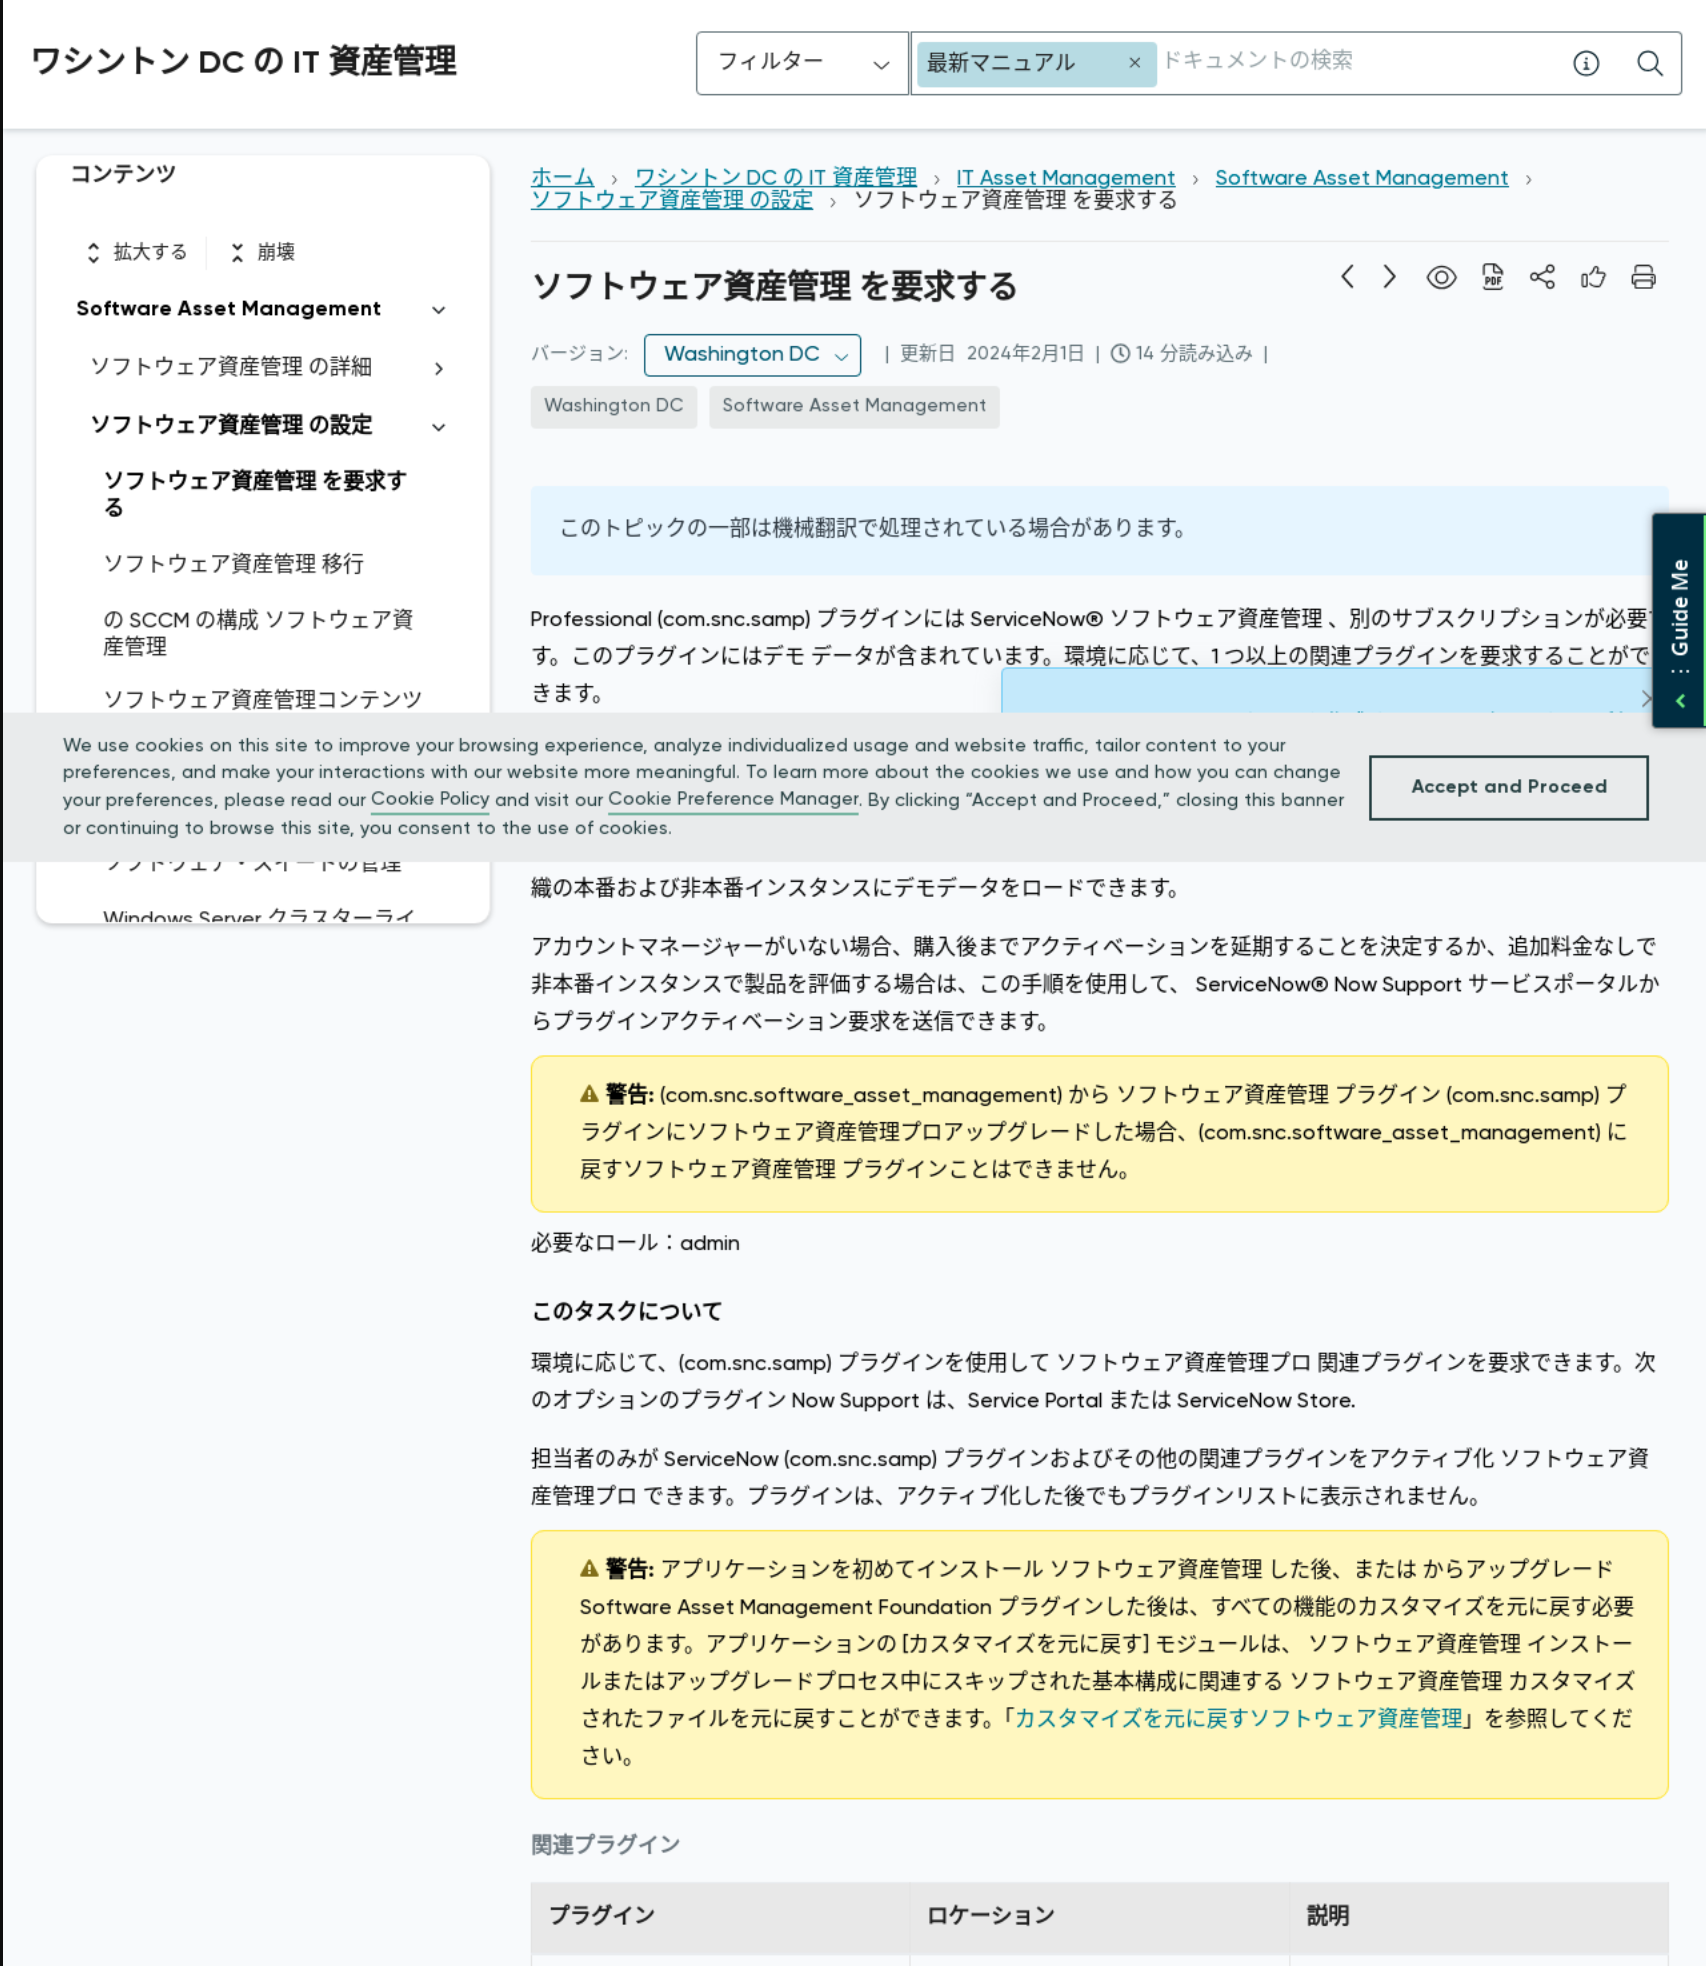 ワシントン DC の IT 資産管理
フィルター
最新マニュアル ×
ドキュメントの検索
コンテンツ
拡大する
崩壊
Software Asset Management
ソフトウェア資産管理 の詳細
ソフトウェア資産管理 の設定
ソフトウェア資産管理 を要求す
る
ソフトウェア資産管理 移行
の SCCM の構成 ソフトウェア資
産管理
ソフトウェア資産管理コンテンツ
ホーム › ワシントン DC の IT 資産管理 › IT Asset Management › Software Asset Management ›
ソフトウェア資産管理 の設定 › ソフトウェア資産管理 を要求する
ソフトウェア資産管理 を要求する
PDF
バージョン: Washington DC | 更新日 2024年2月1日 | 14 分読み込み |
Washington DC
Software Asset Management
このトピックの一部は機械翻訳で処理されている場合があります。
Guide Me
Professional (com.snc.samp) プラグインには ServiceNow® ソフトウェア資産管理 、別のサブスクリプションが必要
す。このプラグインにはデモ データが含まれています。環境に応じて、1 つ以上の関連プラグインを要求することがで
きます。
We use cookies on this site to improve your browsing experience, analyze individualized usage and website traffic, tailor content to your
preferences, and make your interactions with our website more meaningful. To learn more about the cookies we use and how you can change
your preferences, please read our Cookie Policy and visit our Cookie Preference Manager. By clicking “Accept and Proceed,” closing this banner
or continuing to browse this site, you consent to the use of cookies.
Accept and Proceed
ソフトウェア・スイートの管理
Windows Server クラスターライ
織の本番および非本番インスタンスにデモデータをロードできます。
アカウントマネージャーがいない場合、購入後までアクティベーションを延期することを決定するか、追加料金なしで
非本番インスタンスで製品を評価する場合は、この手順を使用して、 ServiceNow® Now Support サービスポータルか
らプラグインアクティベーション要求を送信できます。
警告: (com.snc.software_asset_management) から ソフトウェア資産管理 プラグイン (com.snc.samp) プ
ラグインにソフトウェア資産管理プロアップグレードした場合、(com.snc.software_asset_management) に
戻すソフトウェア資産管理 プラグインことはできません。
必要なロール：admin
このタスクについて
環境に応じて、(com.snc.samp) プラグインを使用して ソフトウェア資産管理プロ 関連プラグインを要求できます。次
のオプションのプラグイン Now Support は、Service Portal または ServiceNow Store.
担当者のみが ServiceNow (com.snc.samp) プラグインおよびその他の関連プラグインをアクティブ化 ソフトウェア資
産管理プロ できます。プラグインは、アクティブ化した後でもプラグインリストに表示されません。
警告: アプリケーションを初めてインストール ソフトウェア資産管理 した後、または からアップグレード
Software Asset Management Foundation プラグインした後は、すべての機能のカスタマイズを元に戻す必要
があります。アプリケーションの [カスタマイズを元に戻す] モジュールは、 ソフトウェア資産管理 インストー
ルまたはアップグレードプロセス中にスキップされた基本構成に関連する ソフトウェア資産管理 カスタマイズ
されたファイルを元に戻すことができます。「カスタマイズを元に戻すソフトウェア資産管理」を参照してくだ
さい。
関連プラグイン
プラグイン
ロケーション
説明